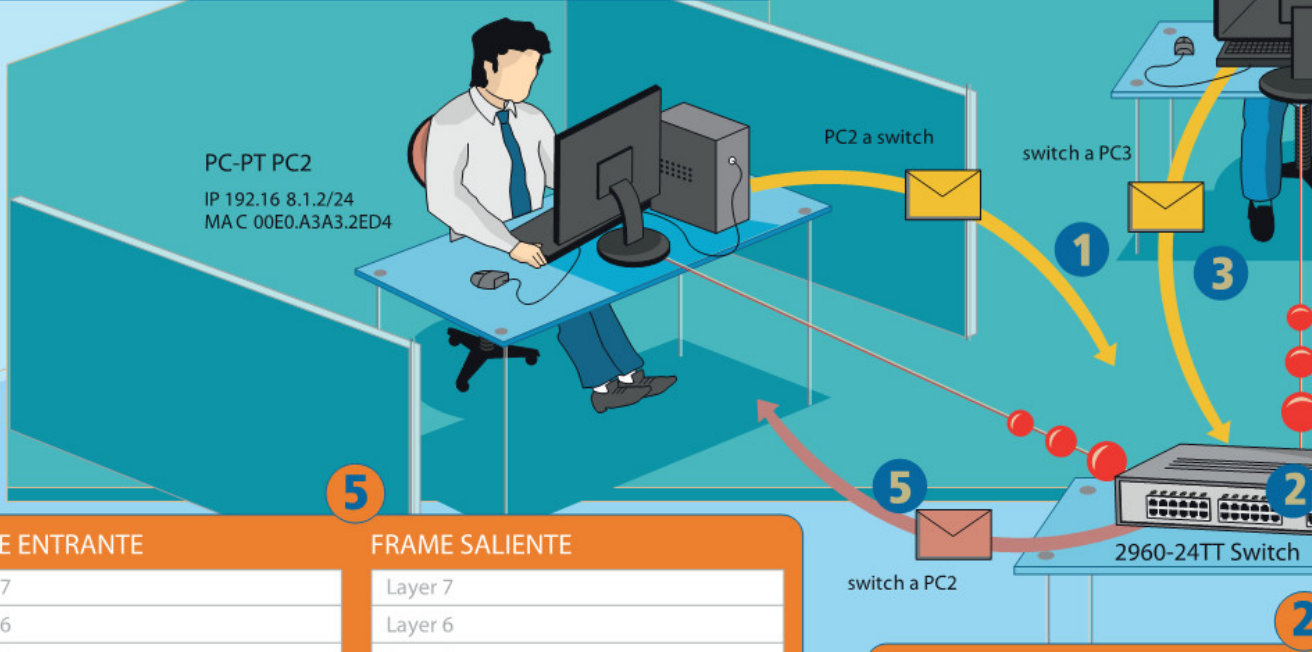 PC-PT PC2
IP 192.16 8.1.2/24
MA C 00E0.A3A3.2ED4
PC2 a switch
switch a PC3
1
3
5
2
2960-24TT Switch
switch a PC2
5
E ENTRANTE
7
6
FRAME SALIENTE
Layer 7
Layer 6
2